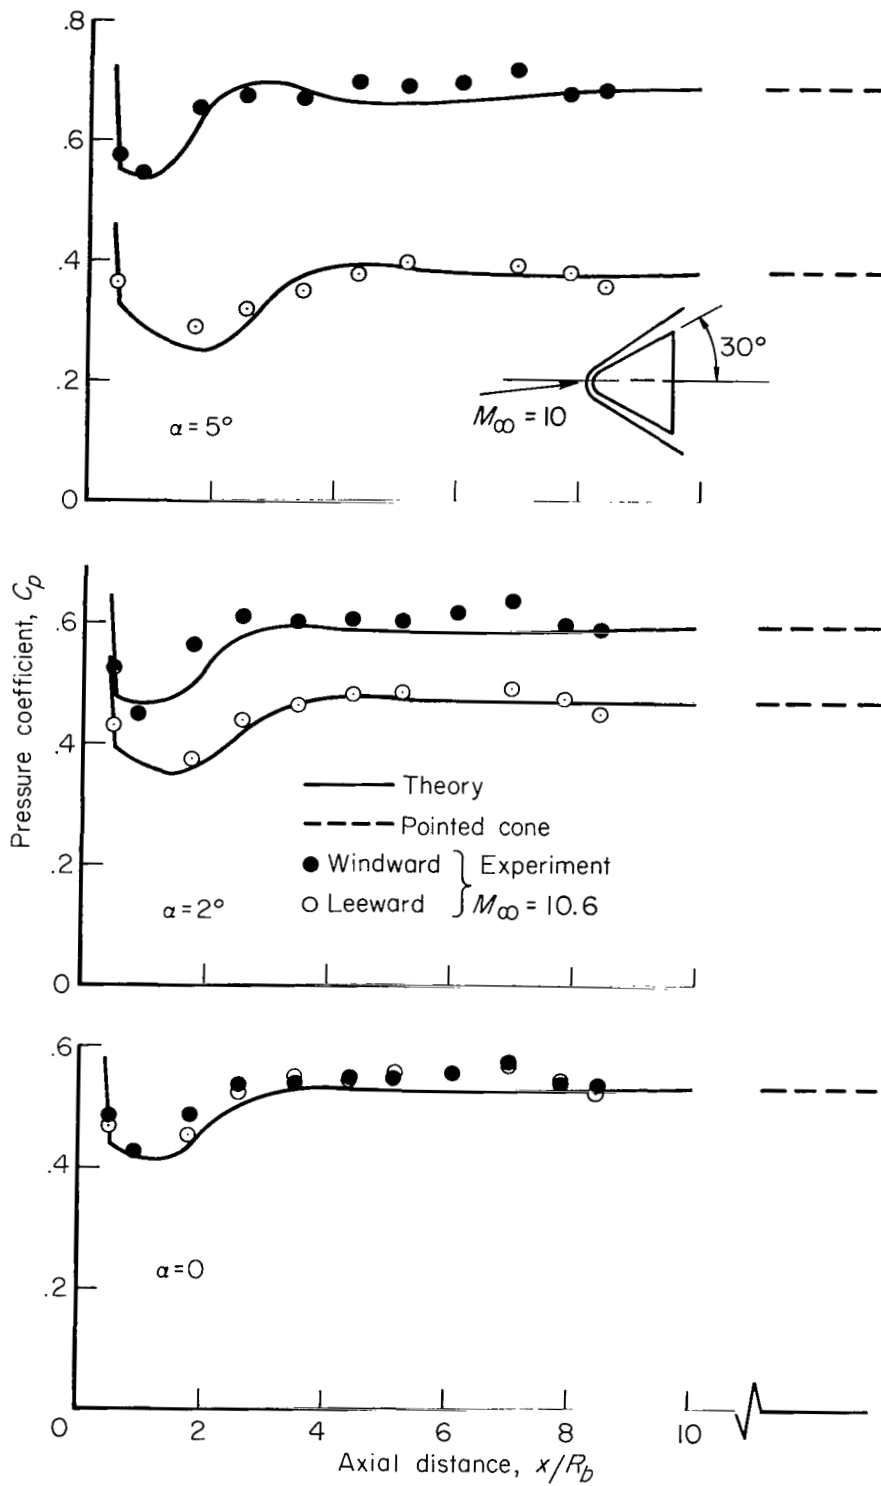 .8
.6
.4
.2
0
30°
M∞ = 10
α = 5°
Pressure coefficient, Cp
.6
.4
.2
0
Theory
Pointed cone
Windward
Leeward
Experiment
M∞ = 10.6
α = 2°
.6
.4
.2
0
α = 0
2 4 6 8 10
Axial distance, x/Rb